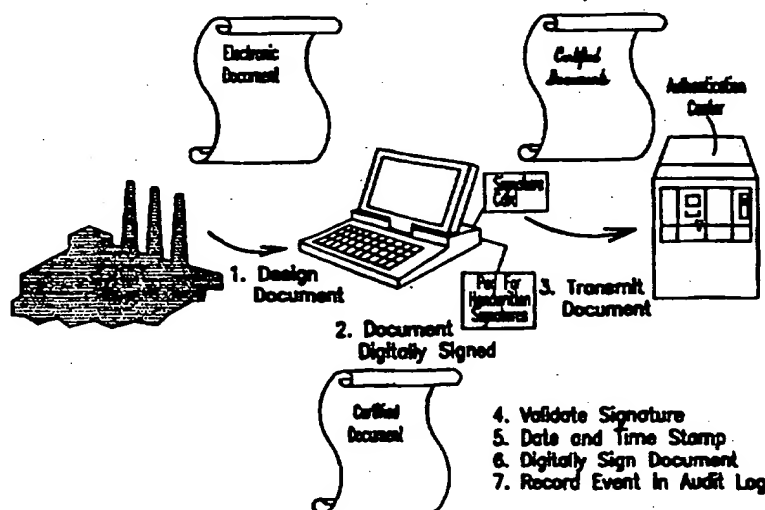 Electronic
Document
Certified
Documents
Authentication
Center
Signature
Card
1. Design
Document
Pad For
Handwritten
Signatures
3. Transmit
Document
2. Document
Digitally Signed
Certified
Document
4. Validate Signature
5. Date and Time Stamp
6. Digitally Sign Document
7. Record Event in Audit Log